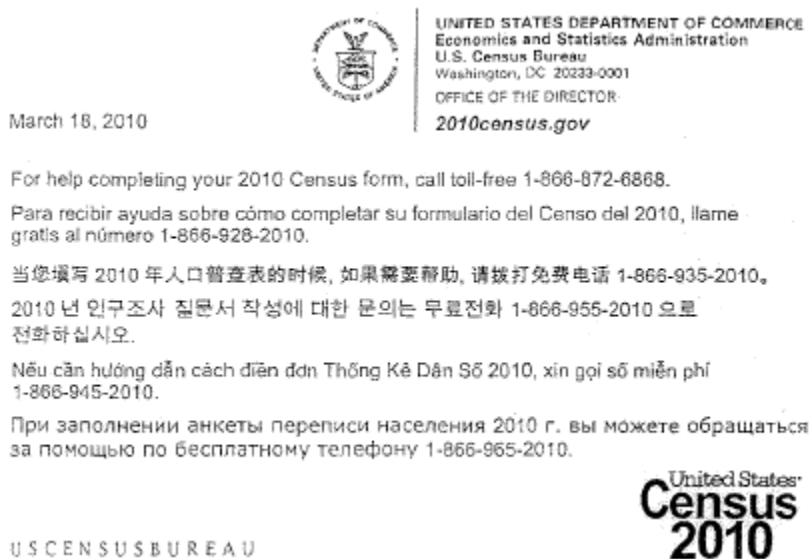 DEPARTMENT OF COMMERCE
UNITED STATES OF AMERICA
UNITED STATES DEPARTMENT OF COMMERCE
Economics and Statistics Administration
U.S. Census Bureau
Washington, DC 20233-0001
OFFICE OF THE DIRECTOR
2010census.gov
March 18, 2010
For help completing your 2010 Census form, call toll-free 1-866-872-6868.
Para recibir ayuda sobre cómo completar su formulario del Censo del 2010, llame
gratis al número 1-866-928-2010.
当您填写 2010 年人口普查表的时候, 如果需要帮助, 请拨打免费电话 1-866-935-2010。
2010 년 인구조사 질문서 작성에 대한 문의는 무료전화 1-866-955-2010 으로
전화하십시오.
Nếu cần hướng dẫn cách điền đơn Thống Kê Dân Số 2010, xin gọi số miễn phí
1-866-945-2010.
При заполнении анкеты переписи населения 2010 г. вы можете обращаться
за помощью по бесплатному телефону 1-866-965-2010.
United States
Census
2010
USCENSUSBUREAU